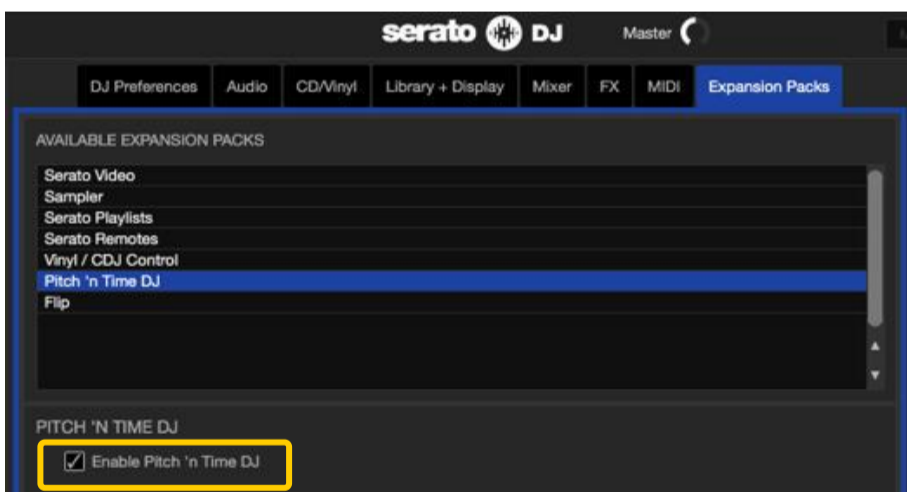 serato DJ Master
DJ Preferences Audio CD/Vinyl Library + Display Mixer FX MIDI Expansion Packs
AVAILABLE EXPANSION PACKS
Serato Video
Sampler
Serato Playlists
Serato Remotes
Vinyl / CDJ Control
Pitch 'n Time DJ
Flip
PITCH 'N TIME DJ
Enable Pitch 'n Time DJ